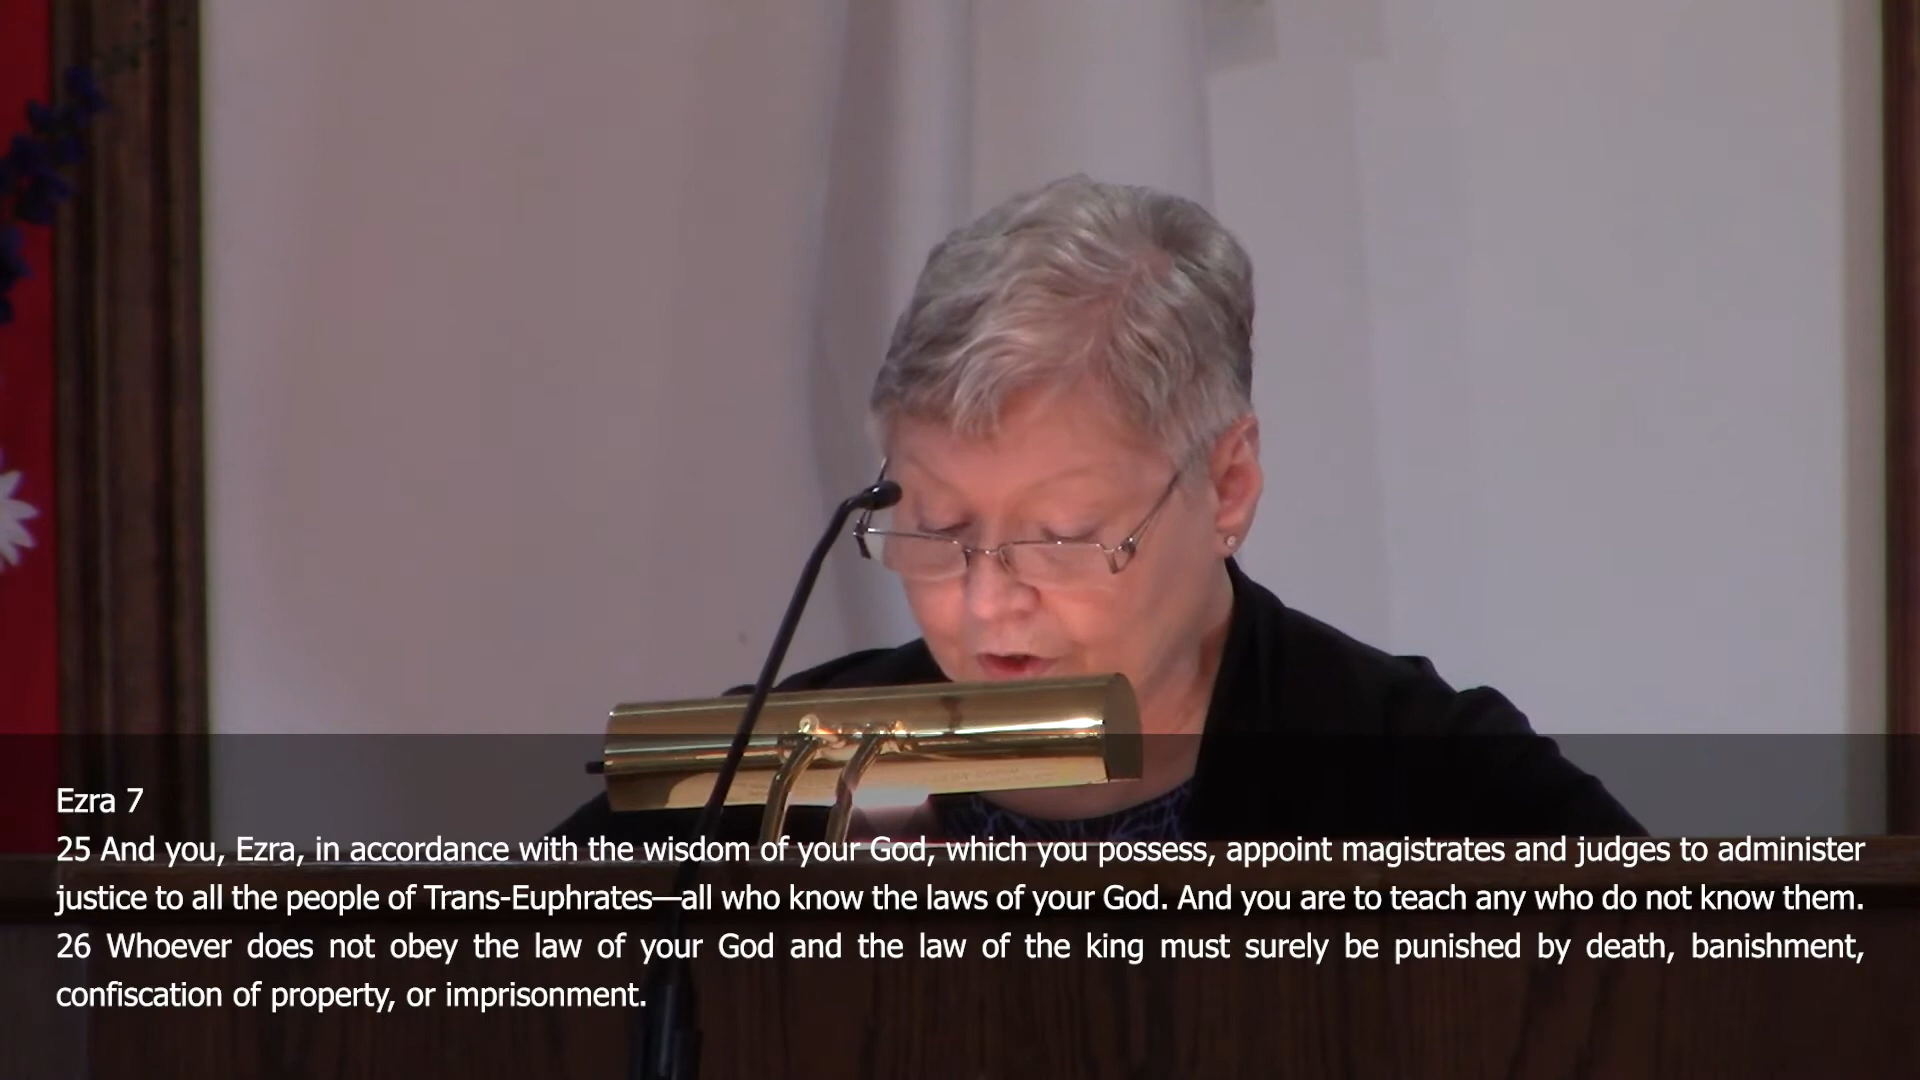 Ezra 7
25 And you, Ezra, in accordance with the wisdom of your God, which you possess, appoint magistrates and judges to administer
justice to all the people of Trans-Euphrates—all who know the laws of your God. And you are to teach any who do not know them.
26 Whoever does not obey the law of your God and the law of the king must surely be punished by death, banishment,
confiscation of property, or imprisonment.